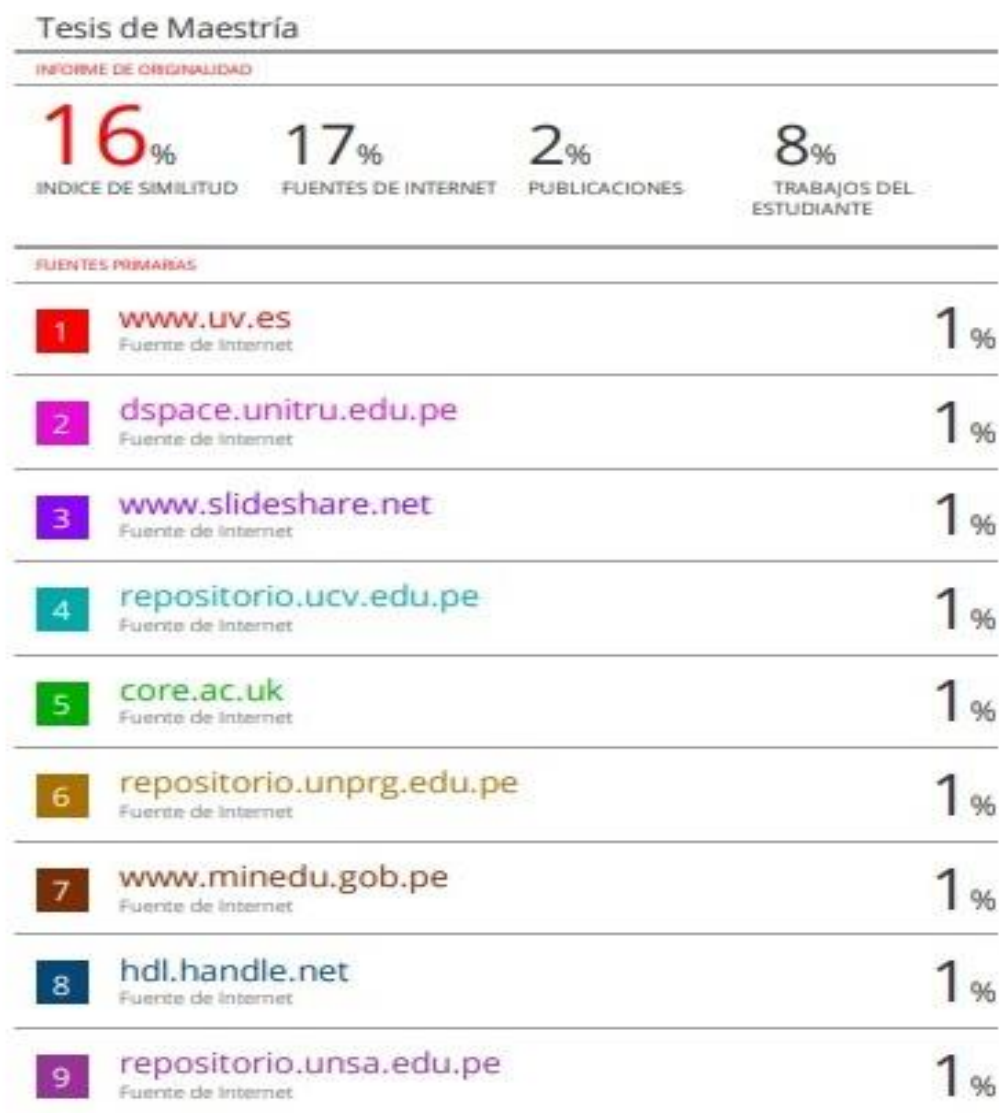 Tesis de Maestría
INFORME DE ORIGINALIDAD
16% 17% 2% 8%
INDICE DE SIMILITUD FUENTES DE INTERNET PUBLICACIONES TRABAJOS DEL
ESTUDIANTE
FUENTES PRIMARIAS
1 www.uv.es 1%
Fuente de Internet
2 dspace.unitru.edu.pe 1%
Fuente de Internet
3 www.slideshare.net 1%
Fuente de Internet
4 repositorio.ucv.edu.pe 1%
Fuente de Internet
5 core.ac.uk 1%
Fuente de Internet
6 repositorio.unprg.edu.pe 1%
Fuente de Internet
7 www.minedu.gob.pe 1%
Fuente de Internet
8 hdl.handle.net 1%
Fuente de Internet
9 repositorio.unsa.edu.pe 1%
Fuente de Internet